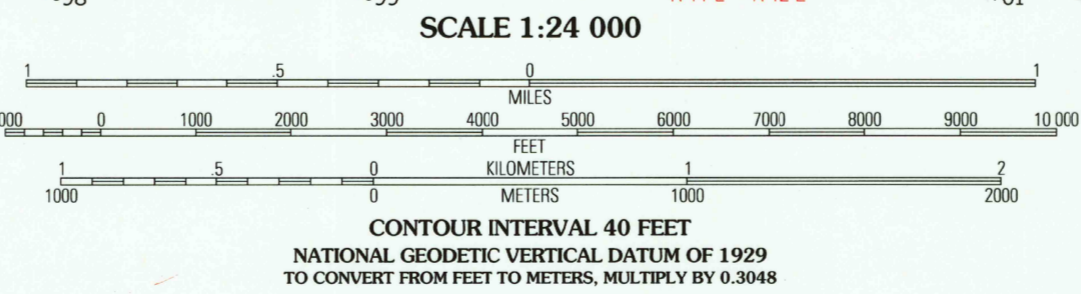 SCALE 1:24 000
1 .5 0 1
MILES
0 1000 2000 3000 4000 5000 6000 7000 8000 9000 10 000
FEET
1 .5 0 KILOMETERS 1 2
1000 0 METERS 1000 2000
CONTOUR INTERVAL 40 FEET
NATIONAL GEODETIC VERTICAL DATUM OF 1929
TO CONVERT FROM FEET TO METERS, MULTIPLY BY 0.3048